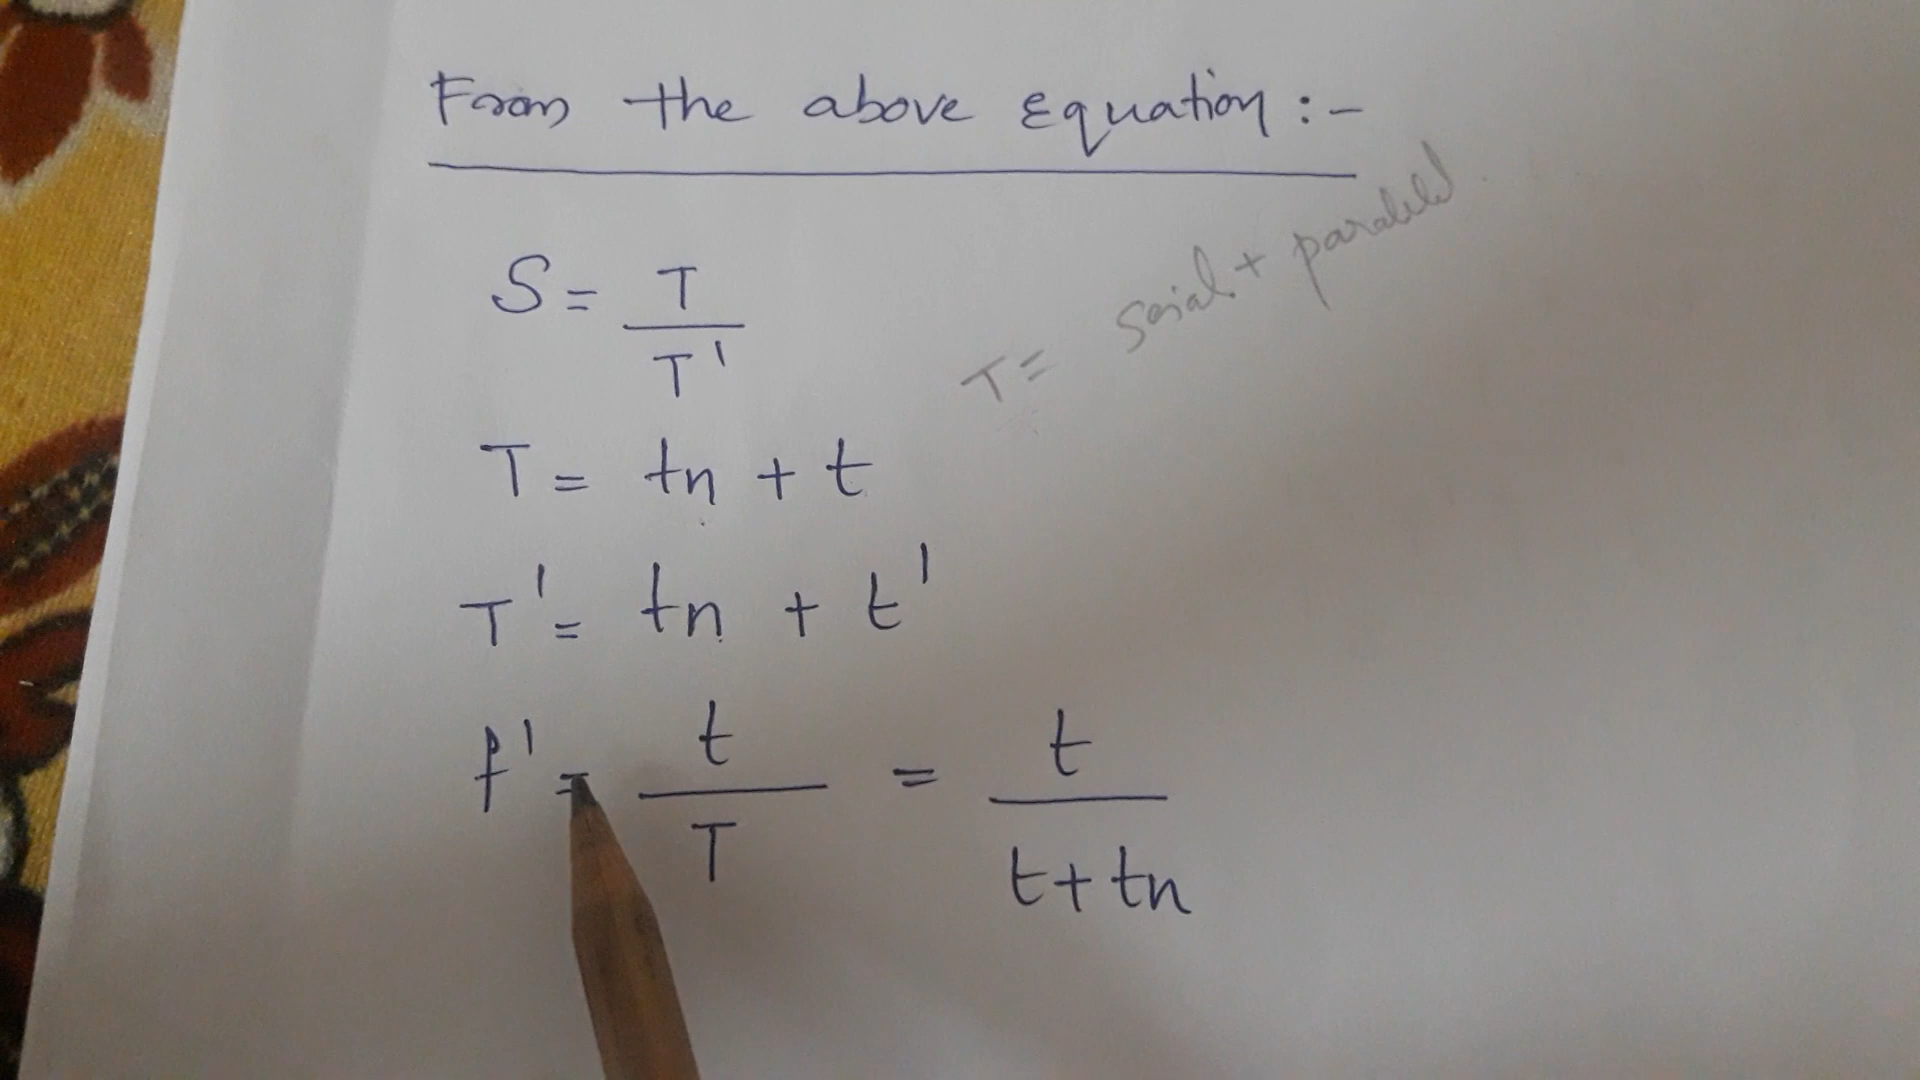 From the above Equation :-
T = serial + parallel
S = T / T'
T = tn + t
T' = tn + t'
f' = t / T = t / t + tn